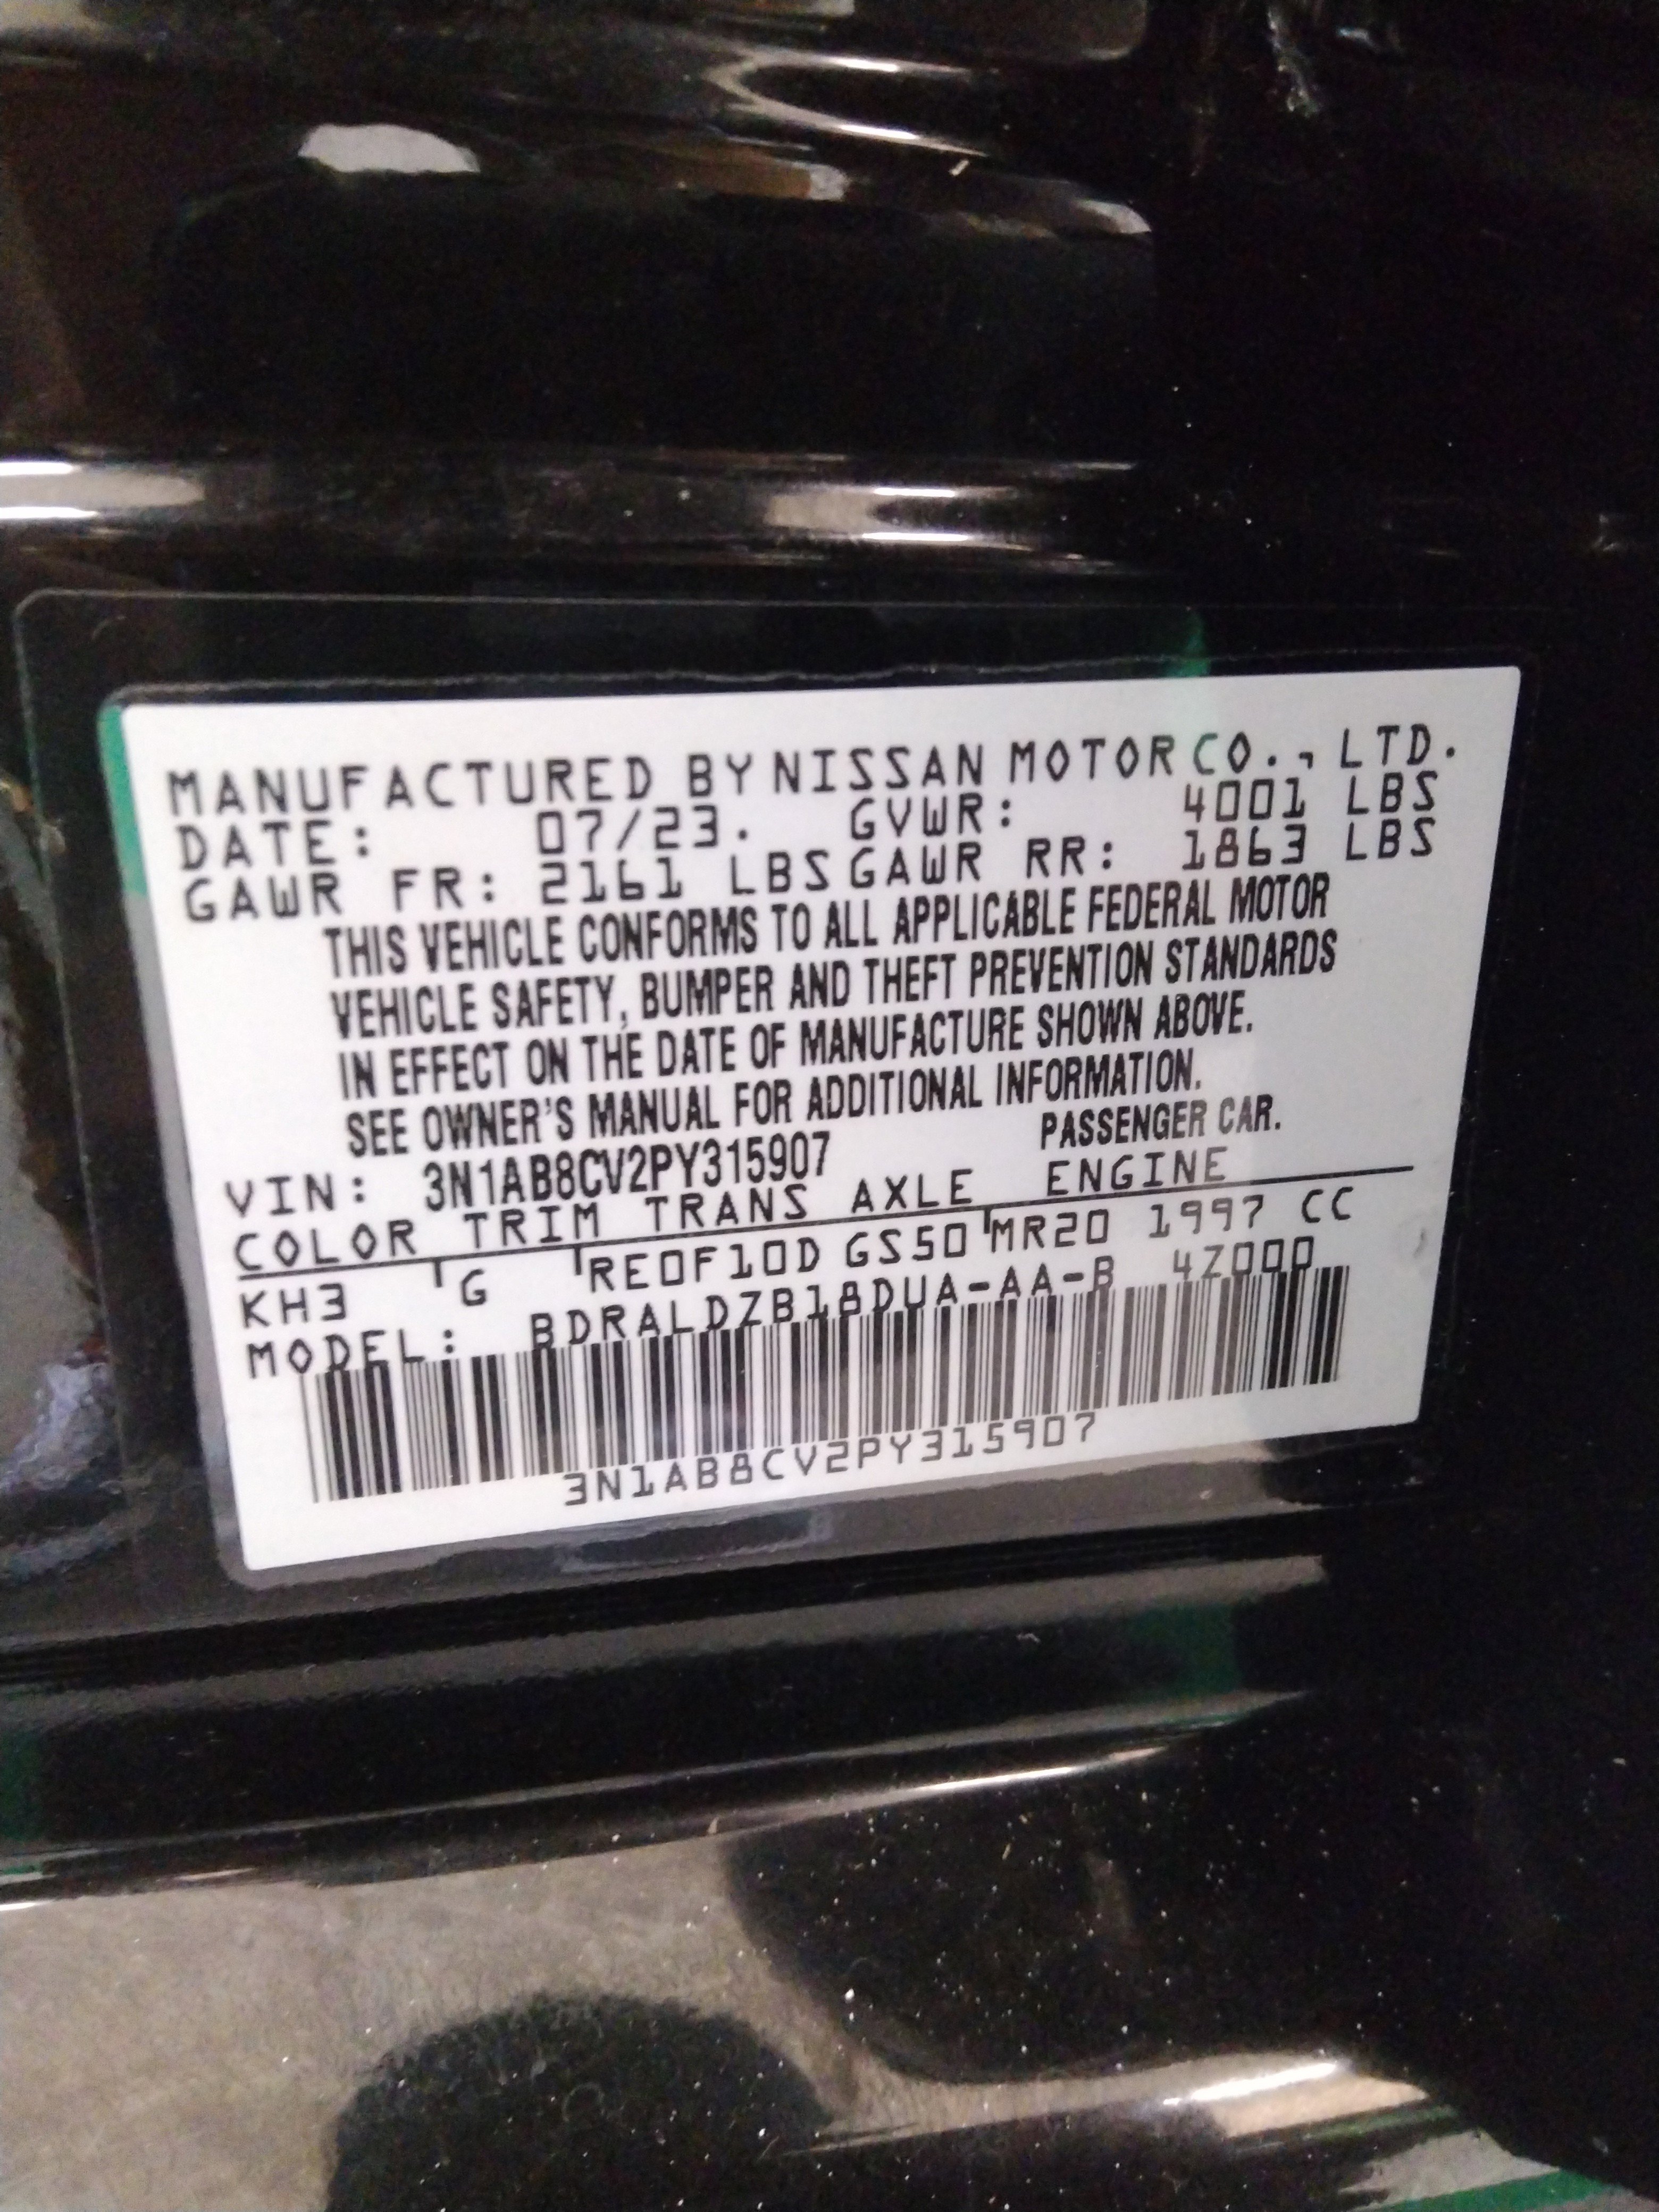 MANUFACTURED BY NISSAN MOTOR CO., LTD.
DATE: 07/23. GVWR: 4001 LBS
GAWR FR: 2161 LBS GAWR RR: 1863 LBS
THIS VEHICLE CONFORMS TO ALL APPLICABLE FEDERAL MOTOR
VEHICLE SAFETY, BUMPER AND THEFT PREVENTION STANDARDS
IN EFFECT ON THE DATE OF MANUFACTURE SHOWN ABOVE.
SEE OWNER'S MANUAL FOR ADDITIONAL INFORMATION.
VIN: 3N1AB8CV2PY315907 PASSENGER CAR.
COLOR TRIM TRANS AXLE ENGINE
KH3 G RE0F10D GS50 MR20 1997 CC
MODEL: BDRALDZB18DUA-AA-B 4Z000
3N1AB8CV2PY315907